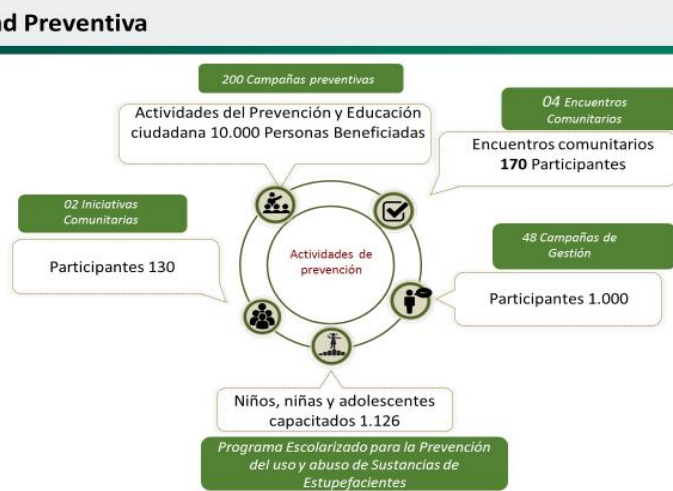 d Preventiva
200 Campañas preventivas
Actividades del Prevención y Educación
ciudadana 10.000 Personas Beneficiadas
04 Encuentros
Comunitarios
Encuentros comunitarios
170 Participantes
02 Iniciativas
Comunitarias
Participantes 130
Actividades de
prevención
48 Campañas de
Gestión
Participantes 1.000
Niños, niñas y adolescentes
capacitados 1.126
Programa Escolarizado para la Prevención
del uso y abuso de Sustancias de
Estupefacientes